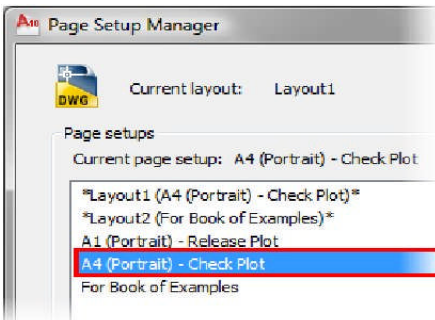 A10 Page Setup Manager
DWG Current layout: Layout1
Page setups
Current page setup: A4 (Portrait) - Check Plot
*Layout1 (A4 (Portrait) - Check Plot)*
*Layout2 (For Book of Examples)*
A1 (Portrait) - Release Plot
A4 (Portrait) - Check Plot
For Book of Examples